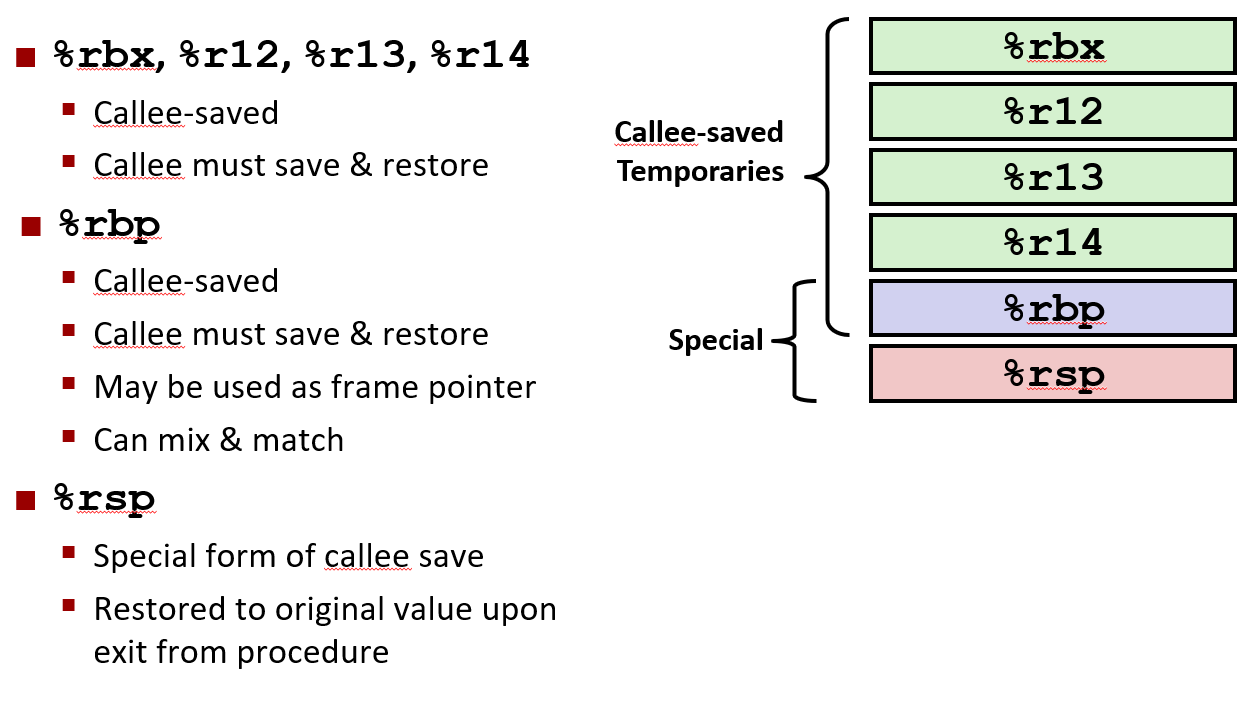 %rbx, %r12, %r13, %r14
Callee-saved
Callee must save & restore
%rbp
Callee-saved
Callee must save & restore
May be used as frame pointer
Can mix & match
%rsp
Special form of callee save
Restored to original value upon
exit from procedure
Callee-saved
Temporaries
Special
%rbx
%r12
%r13
%r14
%rbp
%rsp